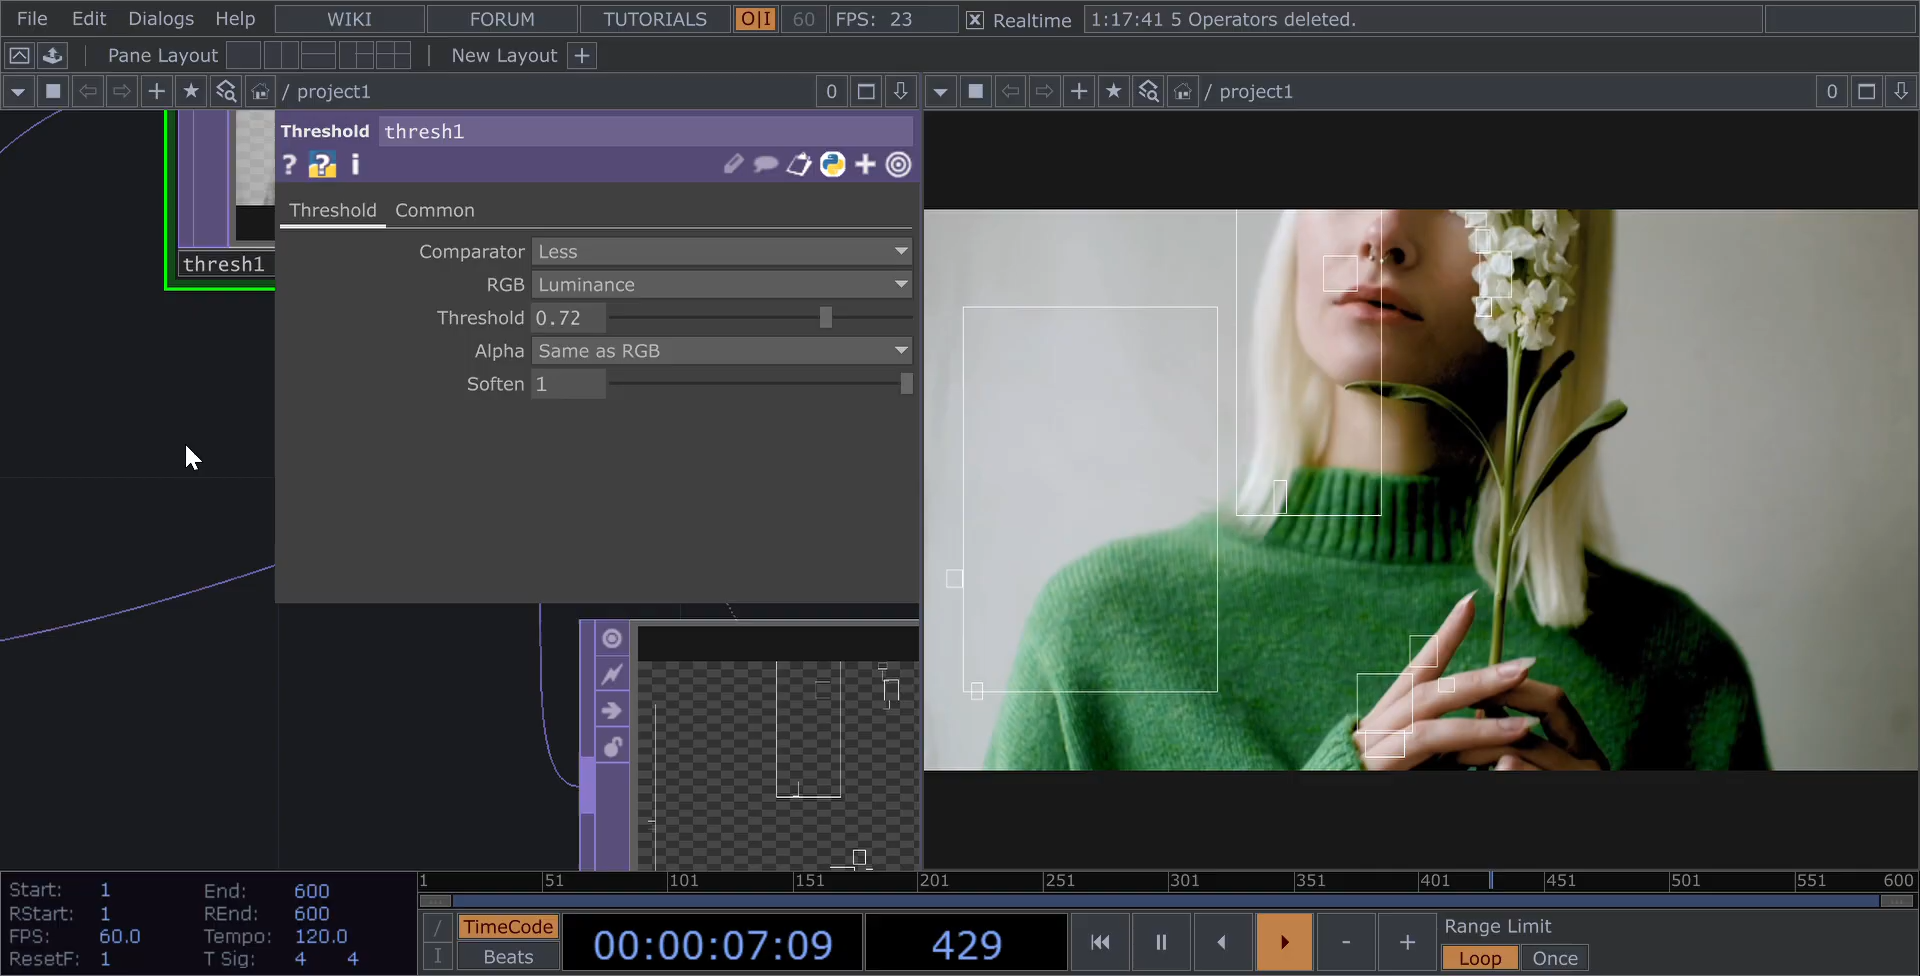 File Edit Dialogs Help WIKI FORUM TUTORIALS O|I 60 FPS: 23 Realtime 1:17:41 5 Operators deleted.
Pane Layout New Layout +
/ project1 0
/ project1 0
Threshold thresh1
? ? i
Threshold Common
Comparator Less
RGB Luminance
thresh1
Threshold 0.72
Alpha Same as RGB
Soften 1
1 51 101 151 201 251 301 351 401 451 501 551 600
Start: 1 End: 600
RStart: 1 REnd: 600
FPS: 60.0 Tempo: 120.0
ResetF: 1 T Sig: 4 4
/ TimeCode
I Beats
00:00:07:09 429
- +
Range Limit
Loop Once